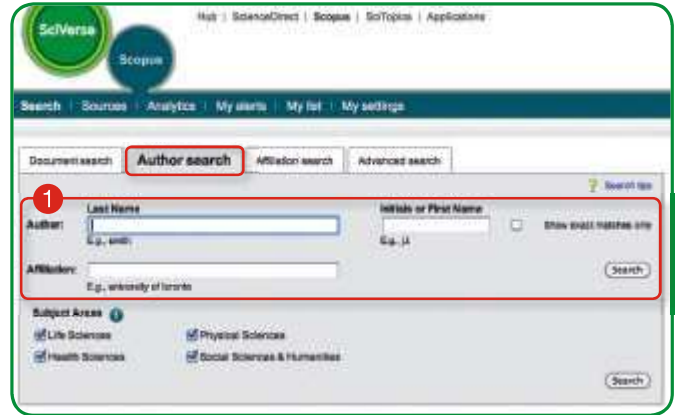 SciVerse
Hub | ScienceDirect | Scopus | SciTopics | Applications
Scopus
Search | Sources | Analytics | My alerts | My list | My settings
Document search
Author search
Affiliation search
Advanced search
? Search tips
1
Last Name
Initials or First Name
Author:
Show exact matches only
E.g., smith
E.g., j.l.
Affiliation:
Search
E.g., university of toronto
Subject Areas
Life Sciences
Physical Sciences
Health Sciences
Social Sciences & Humanities
Search